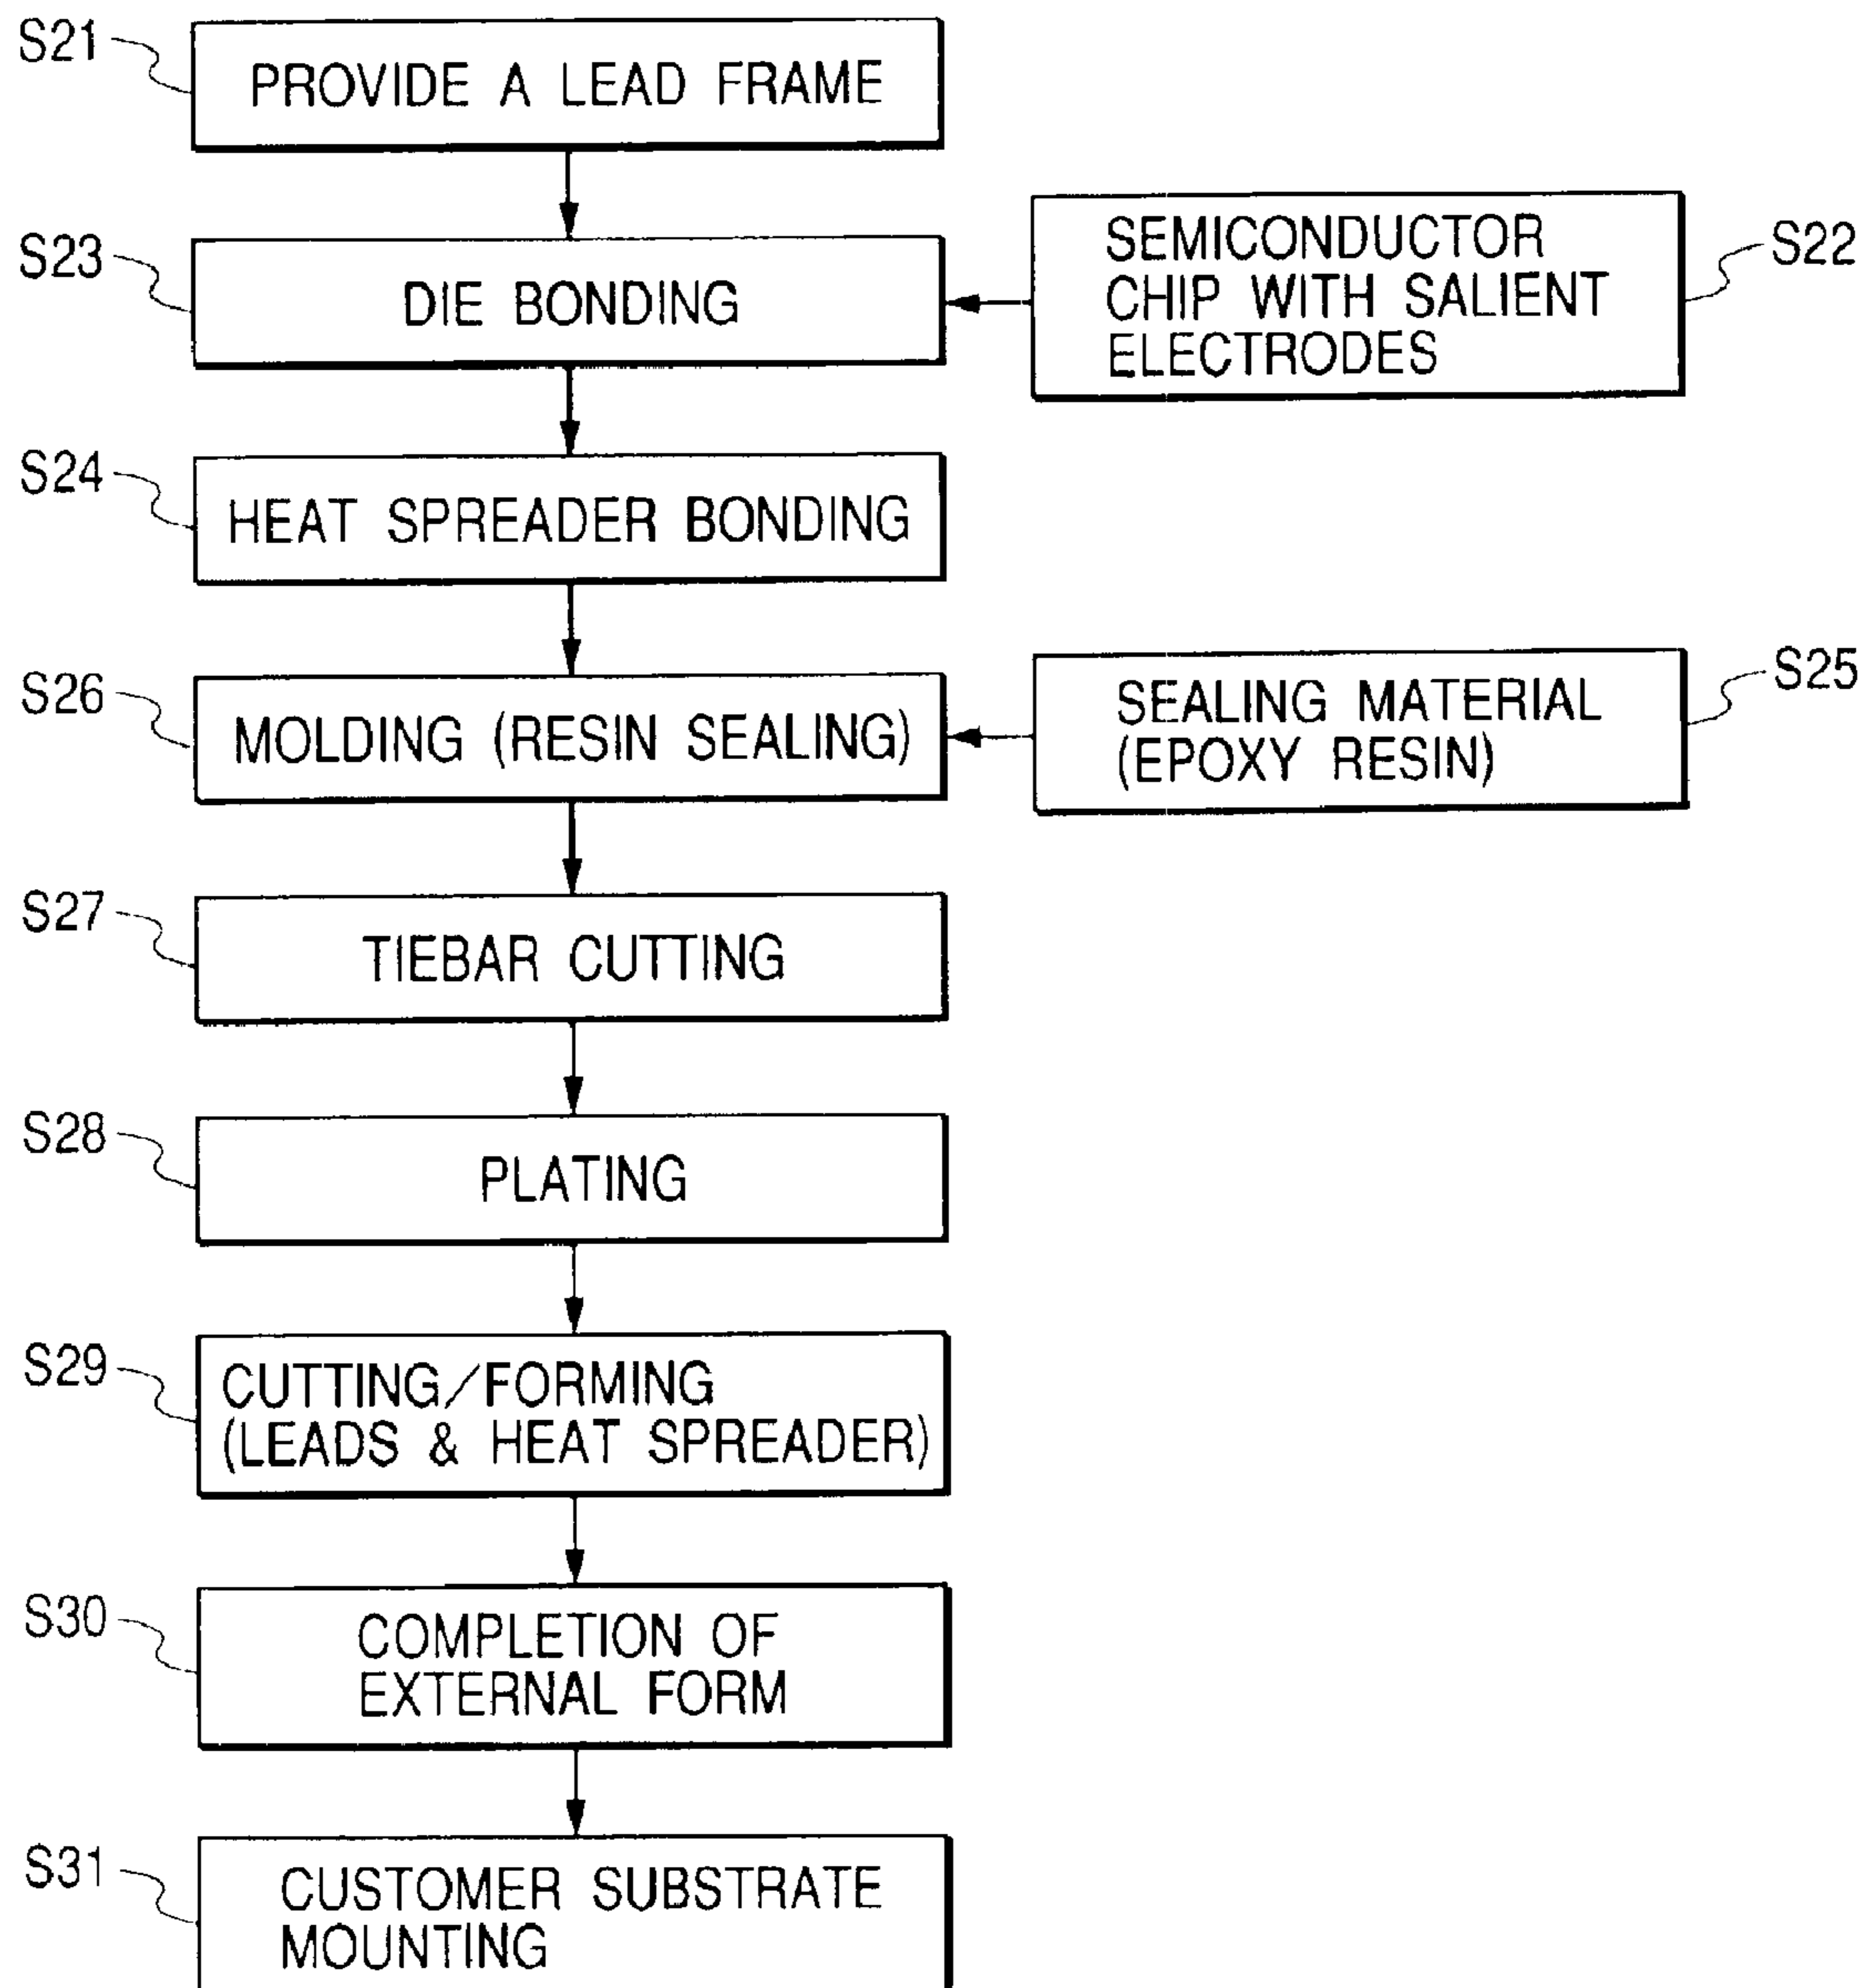 S21
PROVIDE A LEAD FRAME
S23
DIE BONDING
SEMICONDUCTOR
CHIP WITH SALIENT
ELECTRODES
S22
S24
HEAT SPREADER BONDING
S26
MOLDING (RESIN SEALING)
SEALING MATERIAL
(EPOXY RESIN)
S25
S27
TIEBAR CUTTING
S28
PLATING
S29
CUTTING/FORMING
(LEADS & HEAT SPREADER)
S30
COMPLETION OF
EXTERNAL FORM
S31
CUSTOMER SUBSTRATE
MOUNTING